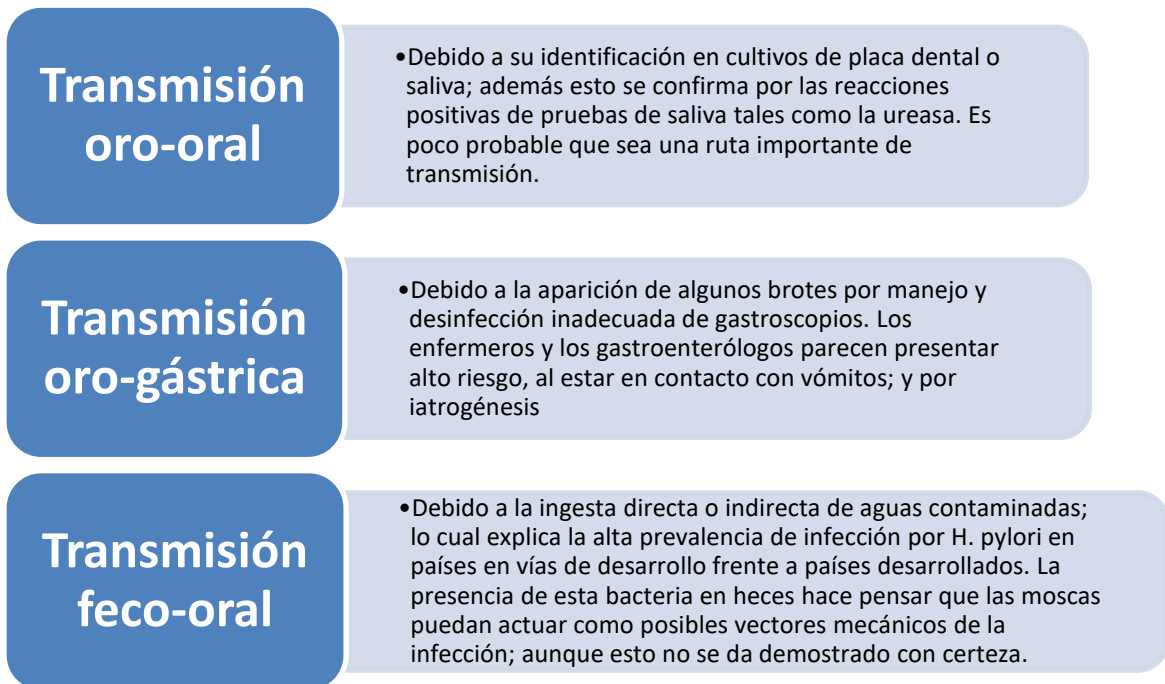 Transmisión
oro-oral
•Debido a su identificación en cultivos de placa dental o
saliva; además esto se confirma por las reacciones
positivas de pruebas de saliva tales como la ureasa. Es
poco probable que sea una ruta importante de
transmisión.
Transmisión
oro-gástrica
•Debido a la aparición de algunos brotes por manejo y
desinfección inadecuada de gastroscopios. Los
enfermeros y los gastroenterólogos parecen presentar
alto riesgo, al estar en contacto con vómitos; y por
iatrogénesis
Transmisión
feco-oral
•Debido a la ingesta directa o indirecta de aguas contaminadas;
lo cual explica la alta prevalencia de infección por H. pylori en
países en vías de desarrollo frente a países desarrollados. La
presencia de esta bacteria en heces hace pensar que las moscas
puedan actuar como posibles vectores mecánicos de la
infección; aunque esto no se da demostrado con certeza.